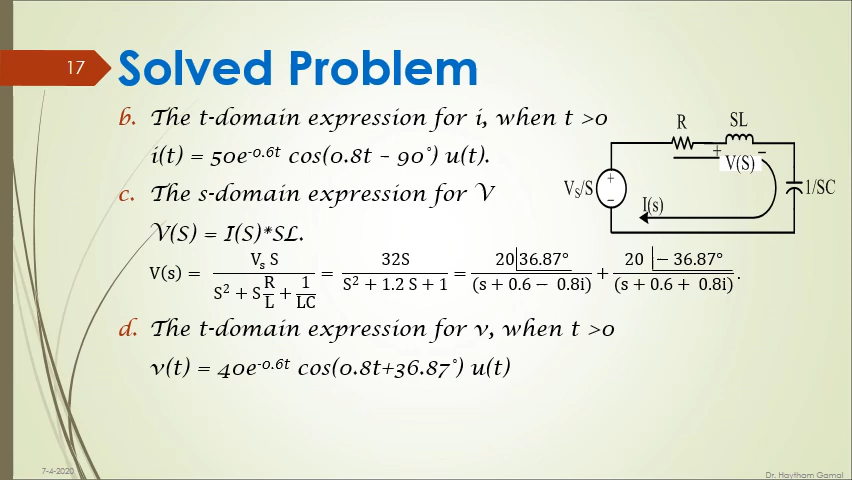 17
Solved Problem
b. The t-domain expression for i, when t >0
i(t) = 50e^-0.6t cos(0.8t – 90˚) u(t).
c. The s-domain expression for V
V(S) = I(S)*SL.
V(s) = V_s S / (S² + S R/L + 1/LC) = 32S / (S² + 1.2 S + 1) = 20∠36.87° / (s + 0.6 − 0.8i) + 20∠− 36.87° / (s + 0.6 + 0.8i).
d. The t-domain expression for v, when t >0
v(t) = 40e^-0.6t cos(0.8t+36.87˚) u(t)
R
SL
+ −
V(S)
V_S/S
+
−
1/SC
I(s)
7-4-2020
Dr. Haytham Gamal